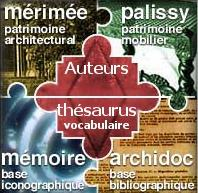 mérimée
patrimoine
architectural
palissy
patrimoine
mobilier
Auteurs
thésaurus
vocabulaire
mémoire
base
iconographique
archidoc
base
bibliographique